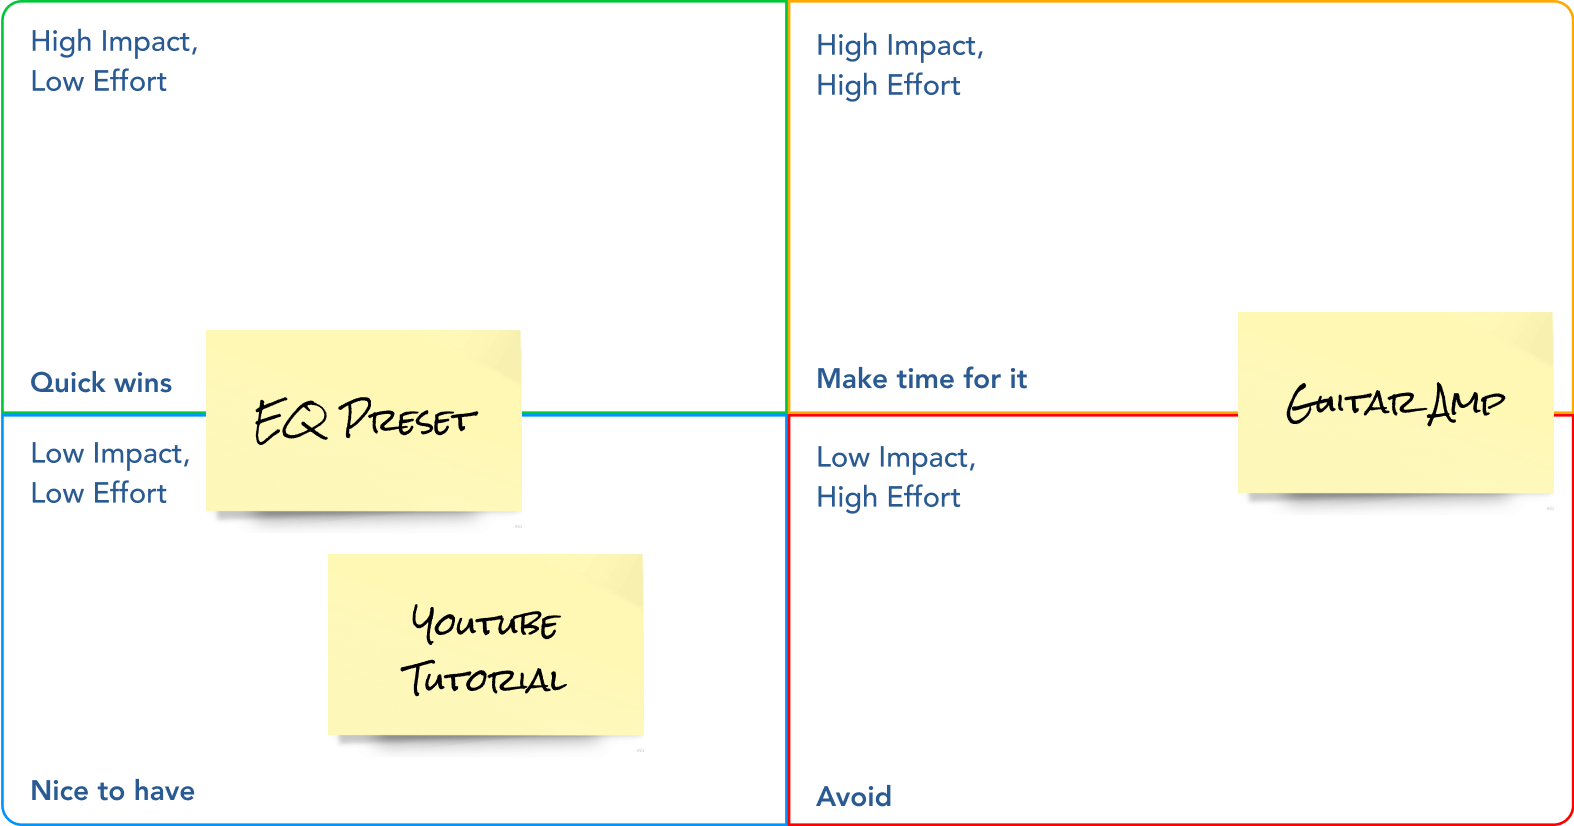 High Impact,
Low Effort
Quick wins
High Impact,
High Effort
Make time for it
EQ Preset
Guitar Amp
Low Impact,
Low Effort
Youtube
Tutorial
Nice to have
Low Impact,
High Effort
Avoid